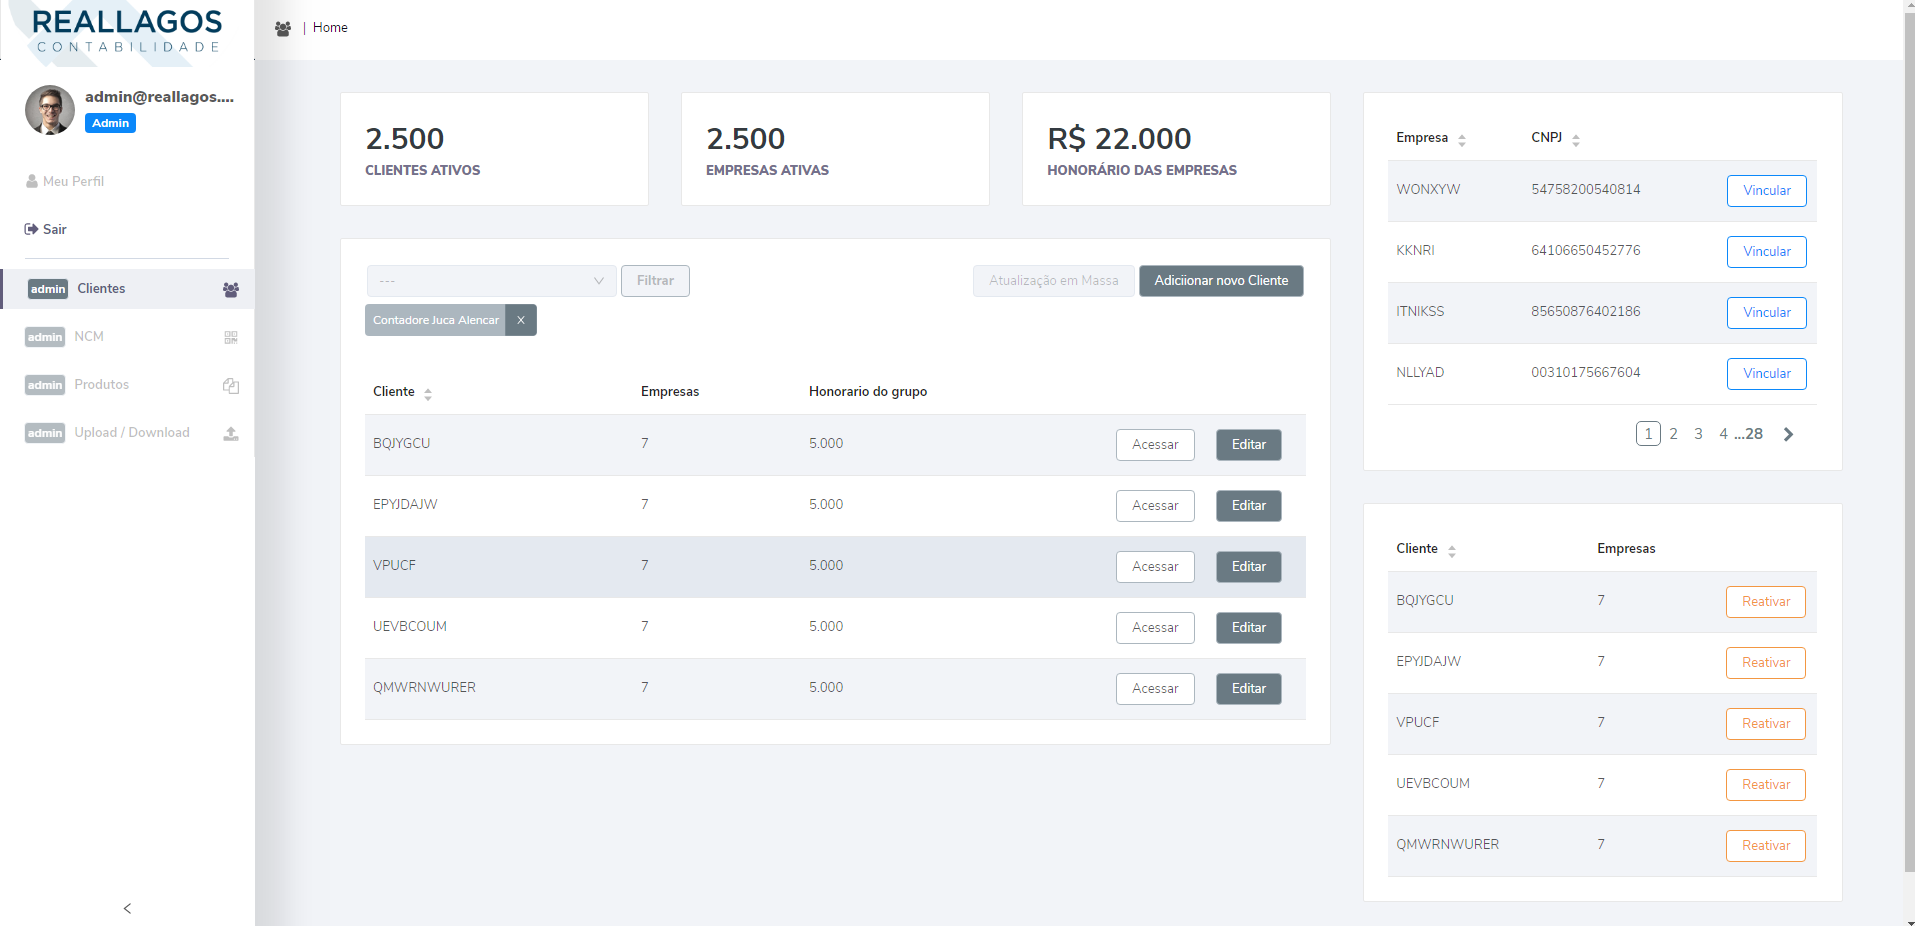 REALLAGOS
CONTABILIDADE
admin@reallagos....
Admin
Meu Perfil
Sair
admin Clientes
admin NCM
admin Produtos
admin Upload / Download
| Home
2.500
CLIENTES ATIVOS
2.500
EMPRESAS ATIVAS
R$ 22.000
HONORÁRIO DAS EMPRESAS
--- Filtrar Atualização em Massa Adiciionar novo Cliente
Contadore Juca Alencar X
Cliente Empresas Honorario do grupo
BQJYGCU 7 5.000 Acessar Editar
EPYJDAJW 7 5.000 Acessar Editar
VPUCF 7 5.000 Acessar Editar
UEVBCOUM 7 5.000 Acessar Editar
QMWRNWURER 7 5.000 Acessar Editar
Empresa CNPJ
WONXYW 54758200540814 Vincular
KKNRI 64106650452776 Vincular
ITNIKSS 85650876402186 Vincular
NLLYAD 00310175667604 Vincular
1 2 3 4 ...28
Cliente Empresas
BQJYGCU 7 Reativar
EPYJDAJW 7 Reativar
VPUCF 7 Reativar
UEVBCOUM 7 Reativar
QMWRNWURER 7 Reativar